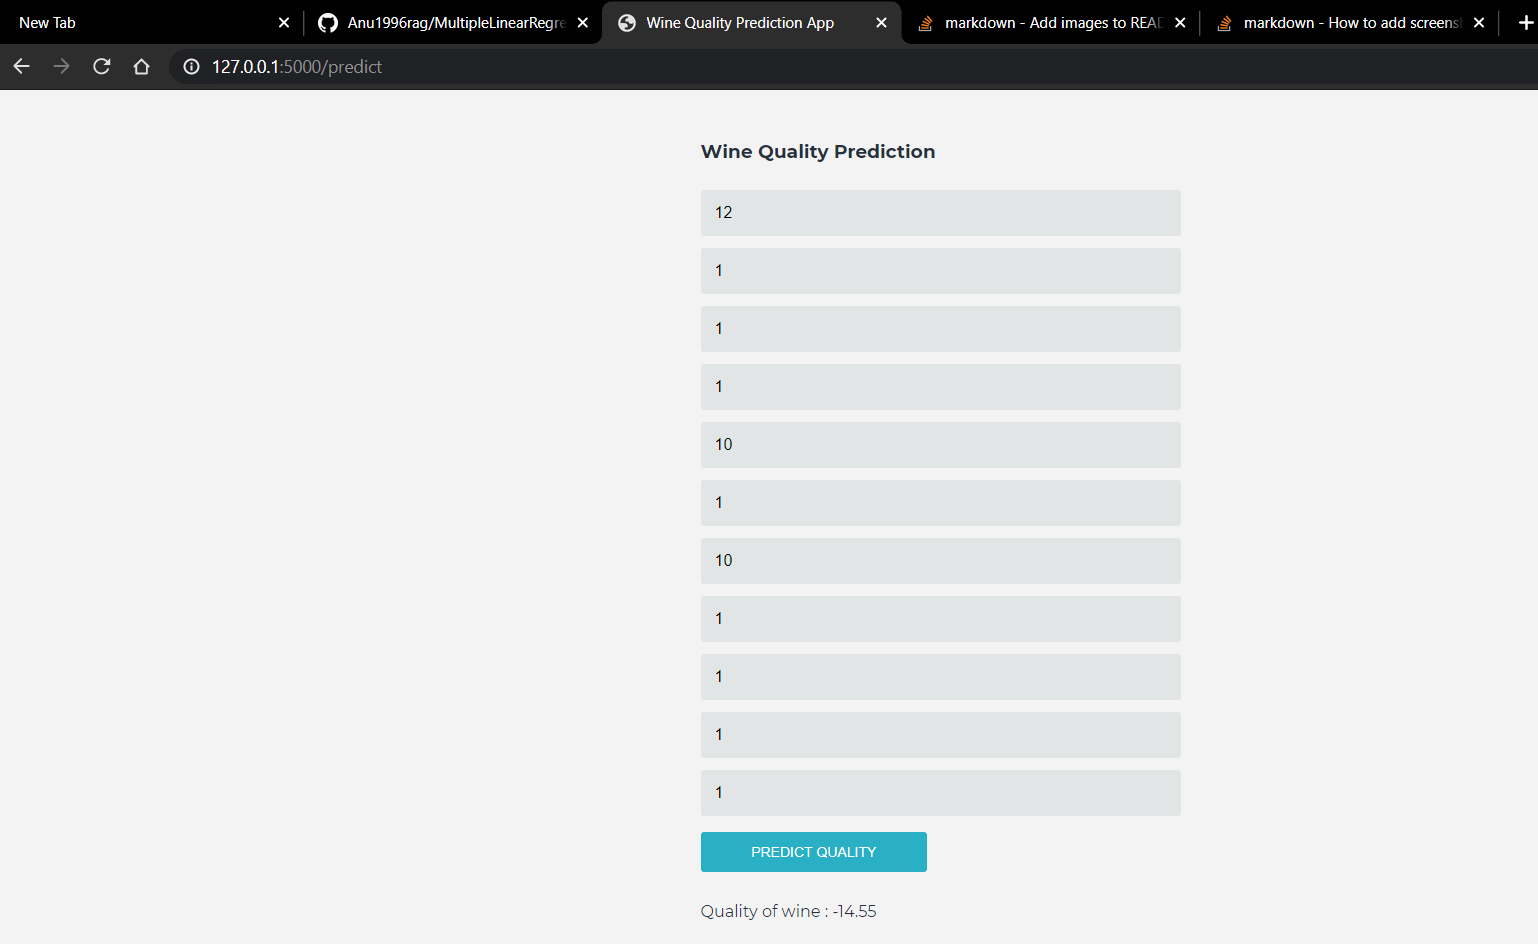 New Tab
Anu1996rag/MultipleLinearRegre
Wine Quality Prediction App
markdown - Add images to READ
markdown - How to add screensh
127.0.0.1:5000/predict
Wine Quality Prediction
12
1
1
1
10
1
10
1
1
1
1
PREDICT QUALITY
Quality of wine : -14.55